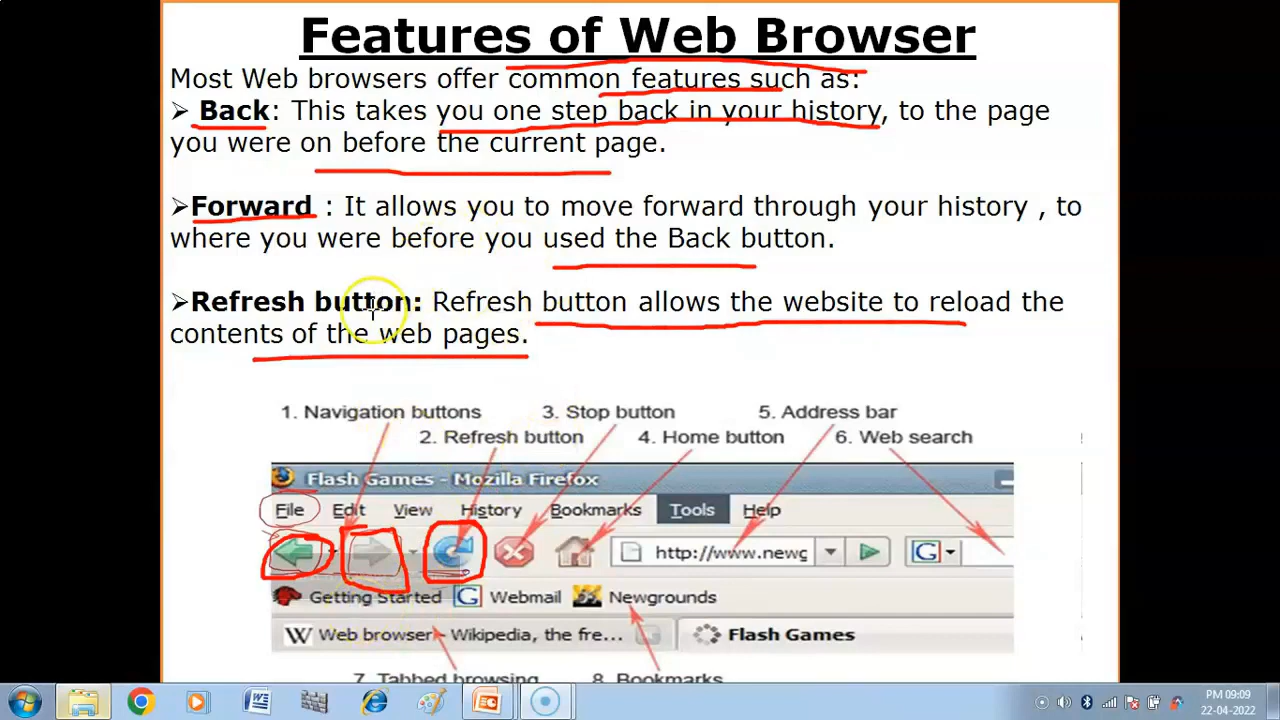 Features of Web Browser
Most Web browsers offer common features such as:
➢ Back: This takes you one step back in your history, to the page
you were on before the current page.
➢Forward : It allows you to move forward through your history , to
where you were before you used the Back button.
➢Refresh button: Refresh button allows the website to reload the
contents of the web pages.
1. Navigation buttons 3. Stop button 5. Address bar
2. Refresh button 4. Home button 6. Web search
Flash Games - Mozilla Firefox
File Edit View History Bookmarks Tools Help
http://www.newg G
Getting Started G Webmail Newgrounds
W Web browser - Wikipedia, the fre... Flash Games
7. Tabbed browsing 8. Bookmarks
PM 09:09
22-04-2022